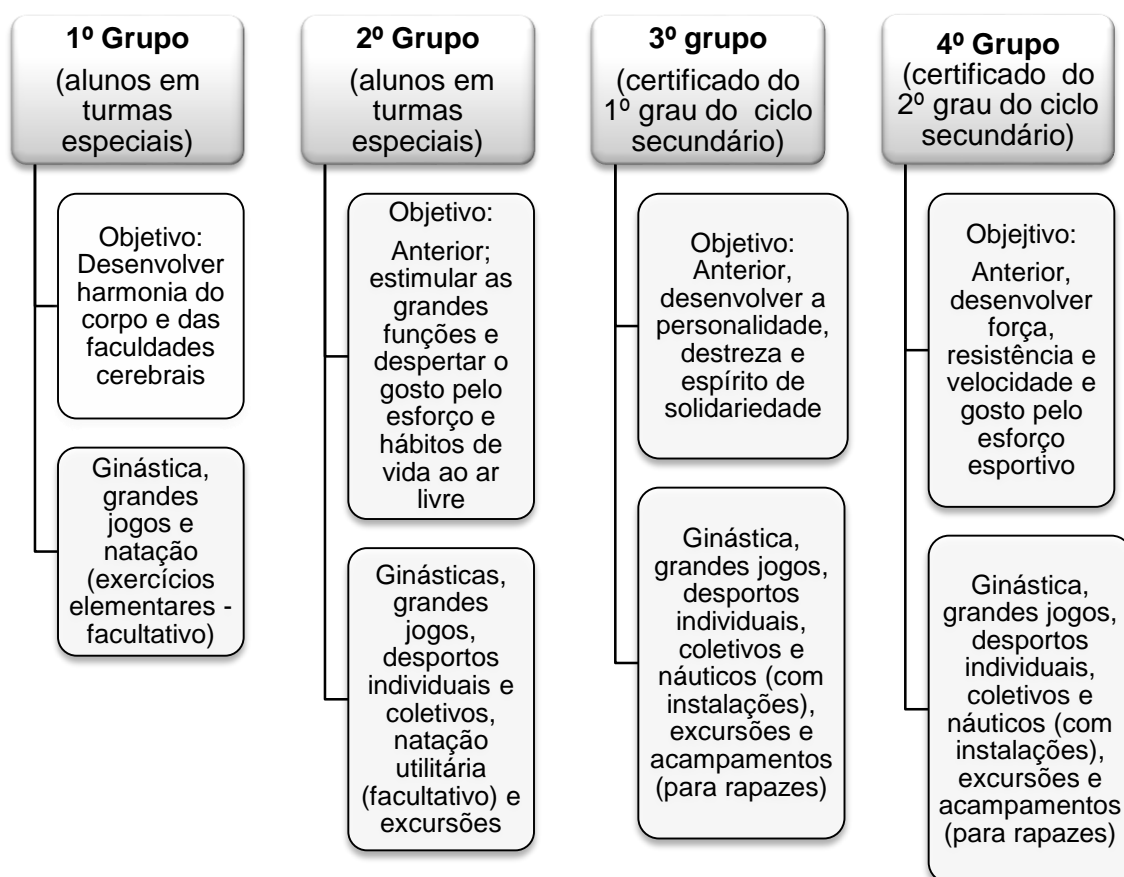 1º Grupo
(alunos em
turmas
especiais)
Objetivo:
Desenvolver
harmonia do
corpo e das
faculdades
cerebrais
Ginástica,
grandes
jogos e
natação
(exercícios
elementares -
facultativo)
2º Grupo
(alunos em
turmas
especiais)
Objetivo:
Anterior;
estimular as
grandes
funções e
despertar o
gosto pelo
esforço e
hábitos de
vida ao ar
livre
Ginásticas,
grandes
jogos,
desportos
individuais e
coletivos,
natação
utilitária
(facultativo) e
excursões
3º grupo
(certificado do
1º grau do ciclo
secundário)
Objetivo:
Anterior,
desenvolver a
personalidade,
destreza e
espírito de
solidariedade
Ginástica,
grandes jogos,
desportos
individuais,
coletivos e
náuticos (com
instalações),
excursões e
acampamentos
(para rapazes)
4º Grupo
(certificado do
2º grau do ciclo
secundário)
Objejtivo:
Anterior,
desenvolver
força,
resistência e
velocidade e
gosto pelo
esforço
esportivo
Ginástica,
grandes jogos,
desportos
individuais,
coletivos e
náuticos (com
instalações),
excursões e
acampamentos
(para rapazes)